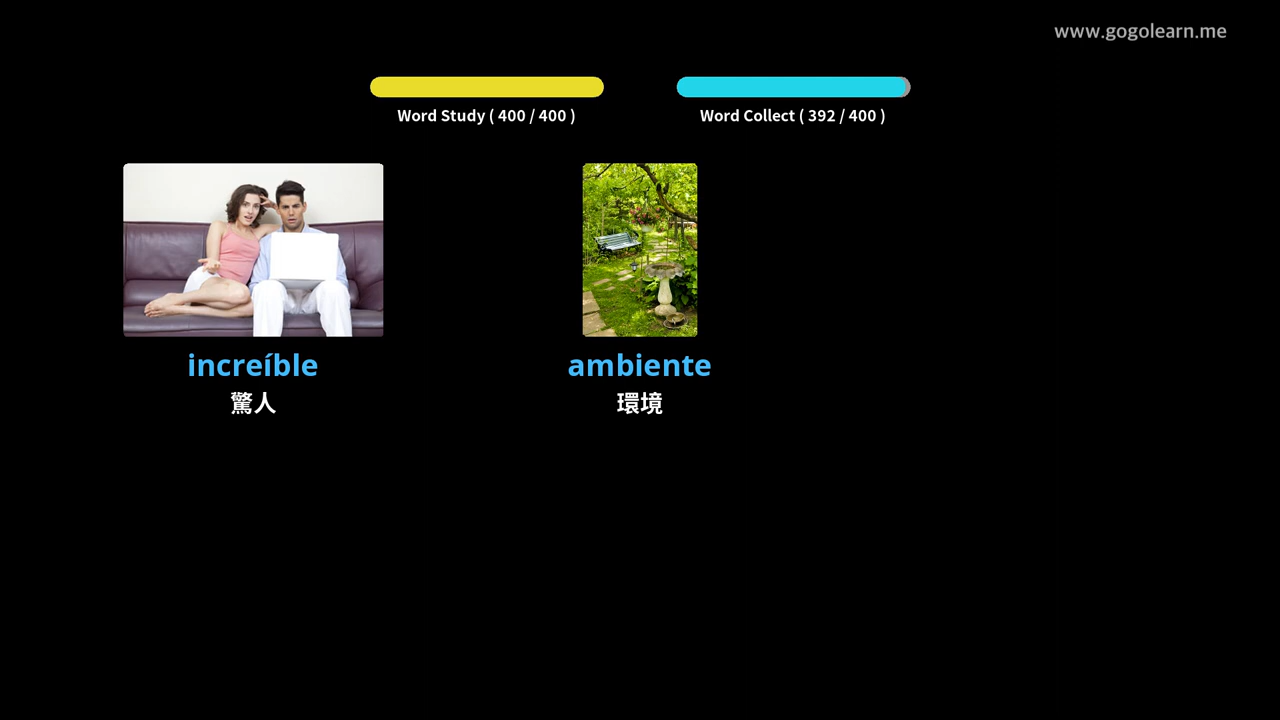 www.gogolearn.me
Word Study ( 400 / 400 )
Word Collect ( 392 / 400 )
increíble
ambiente
驚人
環境